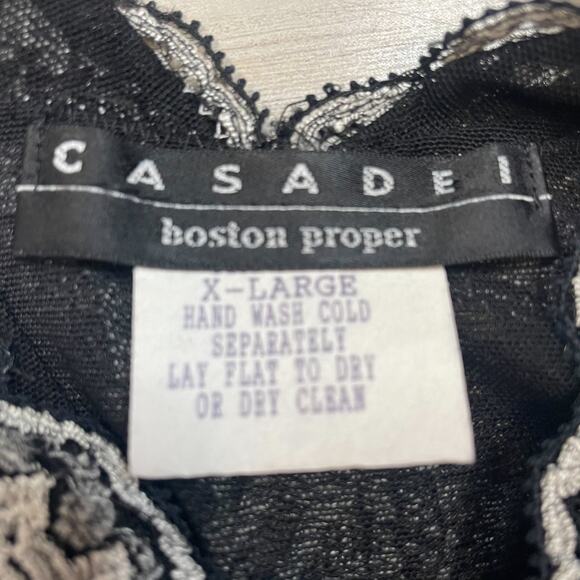 CASADEI
boston proper
X-LARGE
HAND WASH COLD
SEPARATELY
LAY FLAT TO DRY
OR DRY CLEAN